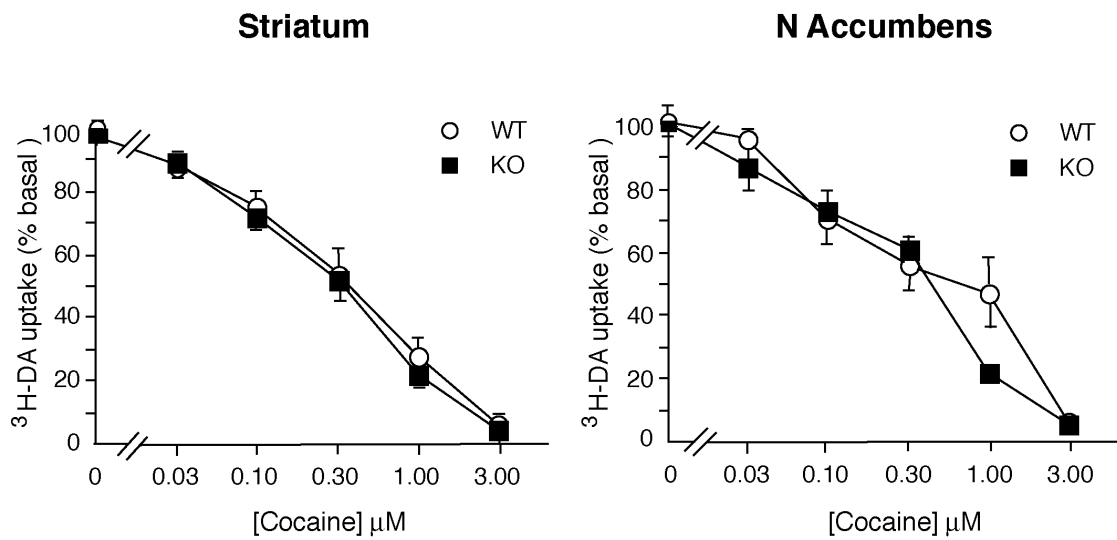 Striatum
³H-DA uptake (% basal )
100
80
60
40
20
0
WT
KO
0 0.03 0.10 0.30 1.00 3.00
[Cocaine] μM
N Accumbens
³H-DA uptake (% basal )
100
80
60
40
20
0
WT
KO
0 0.03 0.10 0.30 1.00 3.00
[Cocaine] μM